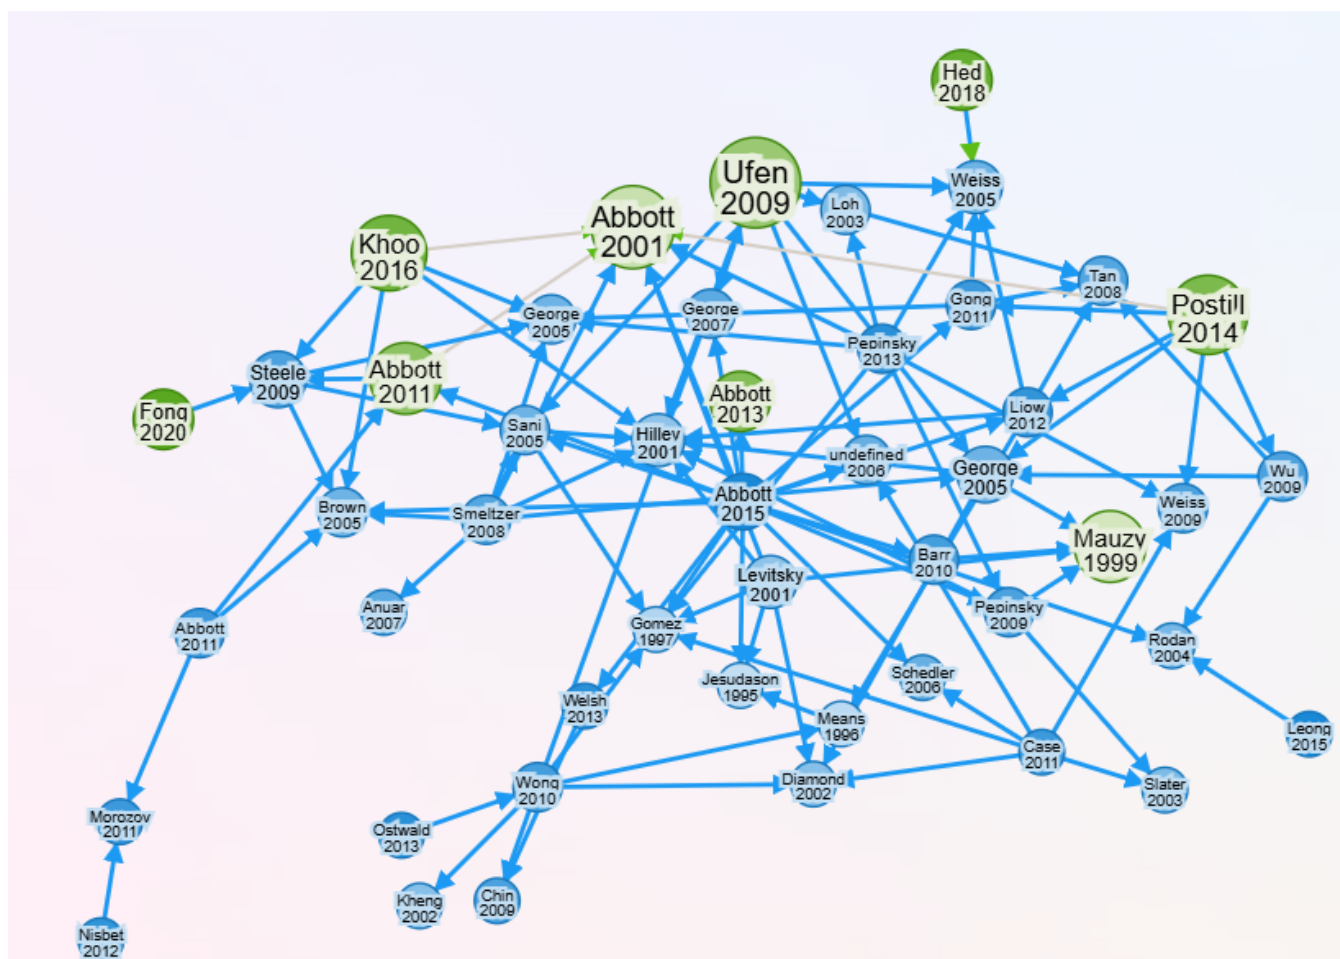 Hed
2018
Ufen
2009
Weiss
2005
Abbott
2001
Loh
2003
Khoo
2016
Tan
2008
Postill
2014
George
2005
George
2007
Gong
2011
Pepinsky
2013
Steele
2009
Abbott
2011
Abbott
2013
Fong
2020
Liow
2012
Sani
2005
Hilley
2001
undefined
2006
George
2005
Wu
2009
Abbott
2015
Brown
2005
Smeltzer
2008
Weiss
2009
Mauzy
1999
Barr
2010
Levitsky
2001
Anuar
2007
Pepinsky
2009
Abbott
2011
Gomez
1997
Rodan
2004
Jesudason
1995
Schedler
2006
Welsh
2013
Means
1996
Leong
2015
Case
2011
Wong
2010
Diamond
2002
Slater
2003
Morozov
2011
Ostwald
2013
Kheng
2002
Chin
2009
Nisbet
2012